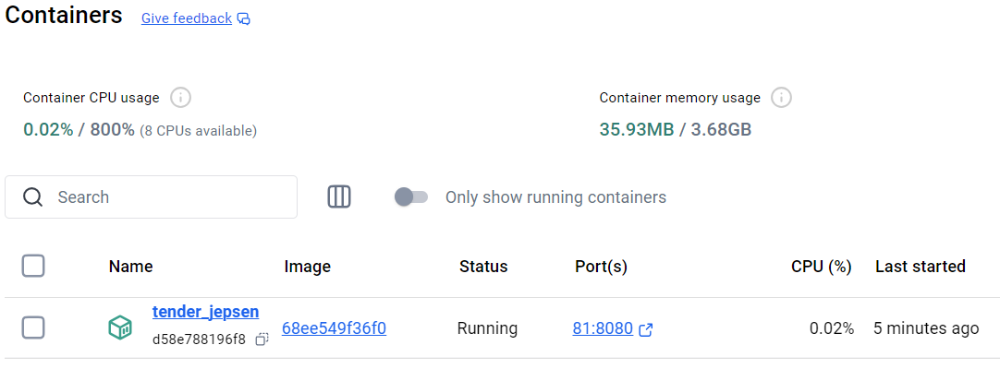 Containers Give feedback
Container CPU usage Container memory usage
0.02% / 800% (8 CPUs available) 35.93MB / 3.68GB
Search Only show running containers
Name Image Status Port(s) CPU (%) Last started
tender_jepsen
d58e788196f8 68ee549f36f0 Running 81:8080 0.02% 5 minutes ago